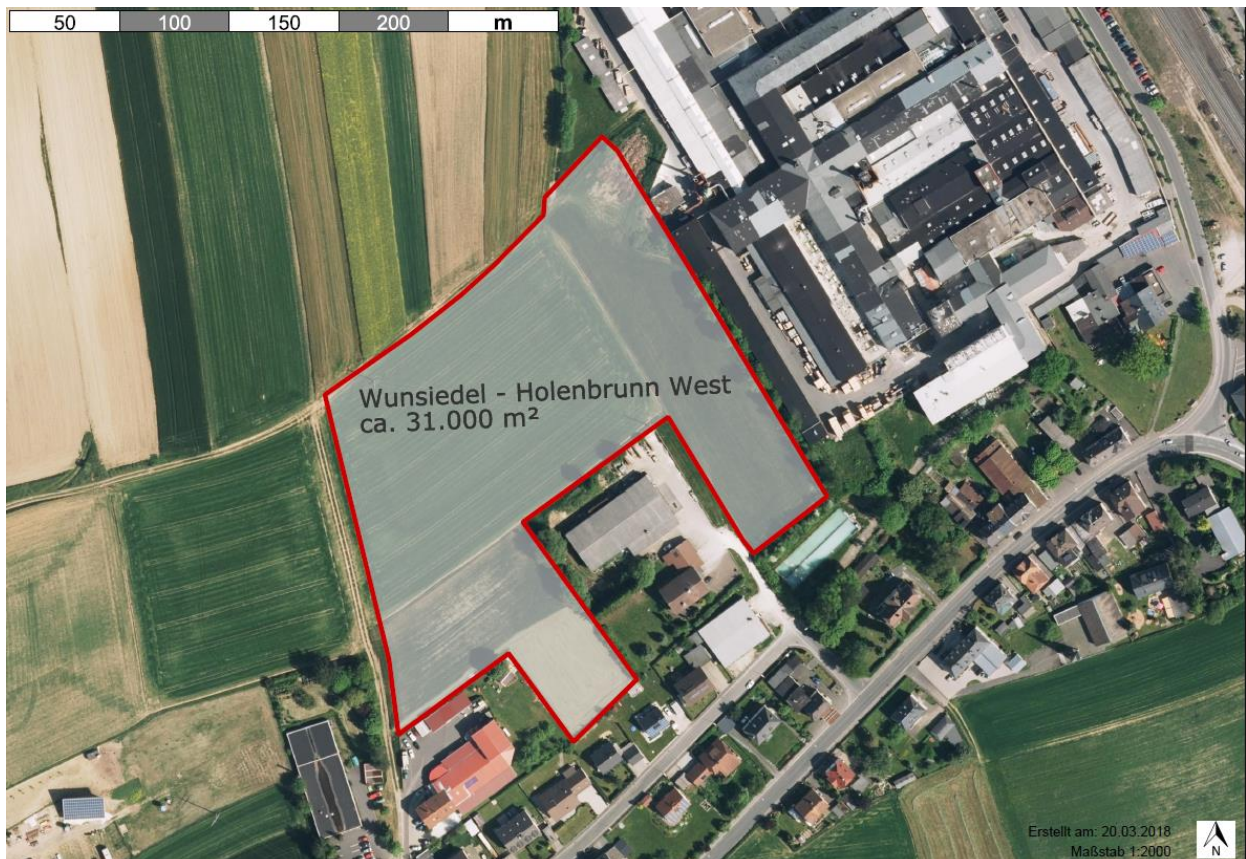 50 100 150 200 m
Wunsiedel - Holenbrunn West
ca. 31.000 m²
Erstellt am: 20.03.2018
Maßstab 1:2000
N